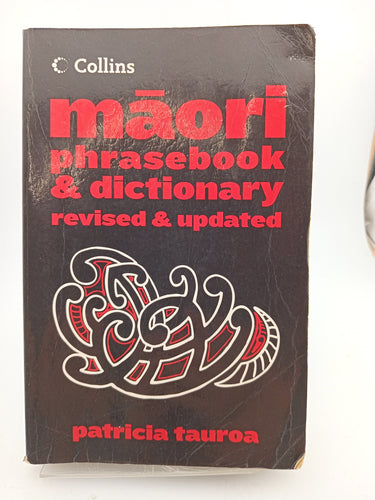 Collins
māori
phrasebook
& dictionary
revised & updated
patricia tauroa